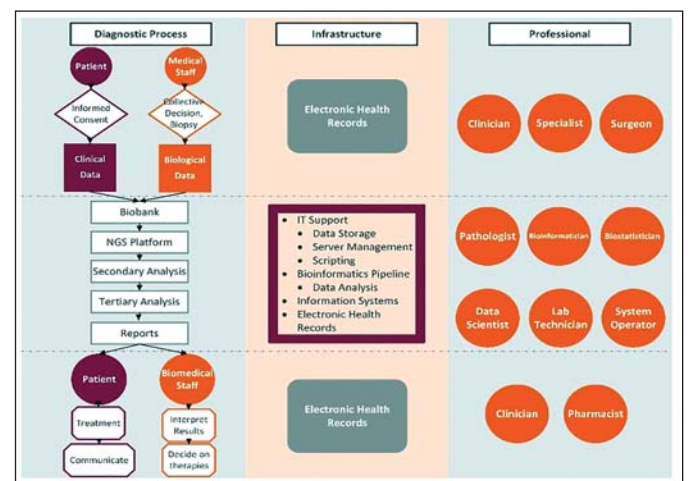 Diagnostic Process
Infrastructure
Professional
Patient
Medical
Staff
Informed
Consent
Collective
Decision,
Biopsy
Clinical
Data
Biological
Data
Electronic Health
Records
Clinician
Specialist
Surgeon
Biobank
NGS Platform
Secondary Analysis
Tertiary Analysis
Reports
• IT Support
• Data Storage
• Server Management
• Scripting
• Bioinformatics Pipeline
• Data Analysis
• Information Systems
• Electronic Health
Records
Pathologist
Bioinformatician
Biostatistician
Data
Scientist
Lab
Technician
System
Operator
Patient
Biomedical
Staff
Treatment
Communicate
Interpret
Results
Decide on
therapies
Electronic Health
Records
Clinician
Pharmacist